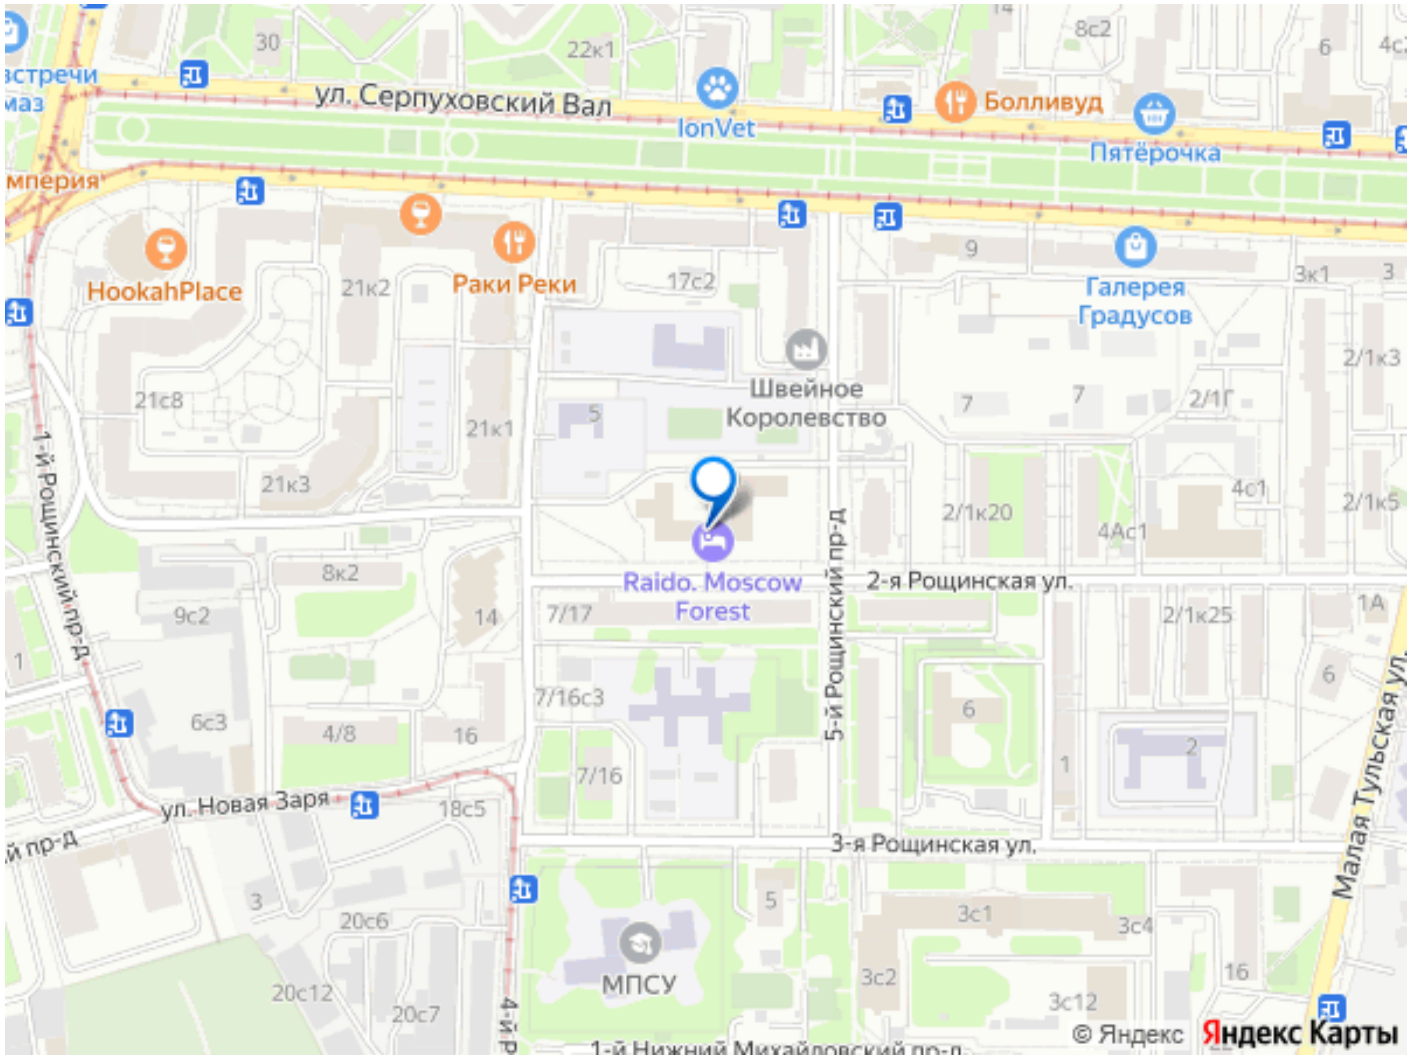 30
22к1
14
8с2
6
4с2
встречи
маз
ул. Серпуховский Вал
IonVet
Болливуд
Пятёрочка
мперия
HookahPlace
21к2
Раки Реки
17с2
9
Галерея
Градусов
3к1
3
2/1к3
Швейное
Королевство
21с8
5
21к1
7
7
2/1Г
21к3
4с1
2/1к20
4Ас1
2/1к5
1-й Рощинский пр-д
5-й Рощинский пр-д
8к2
Raido. Moscow
Forest
2-я Рощинская ул.
9с2
14
7/17
2/1к25
1А
1
6
7/16с3
6
6с3
4/8
16
2
7/16
1
Малая Тульская ул.
ул. Новая Заря
18с5
й пр-д
3-я Рощинская ул.
3
5
20с6
3с1
3с4
МПСУ
3с2
16
20с12
20с7
3с12
4-й Р
1-й Нижний Михайловский пр-д
© Яндекс
Яндекс Карты